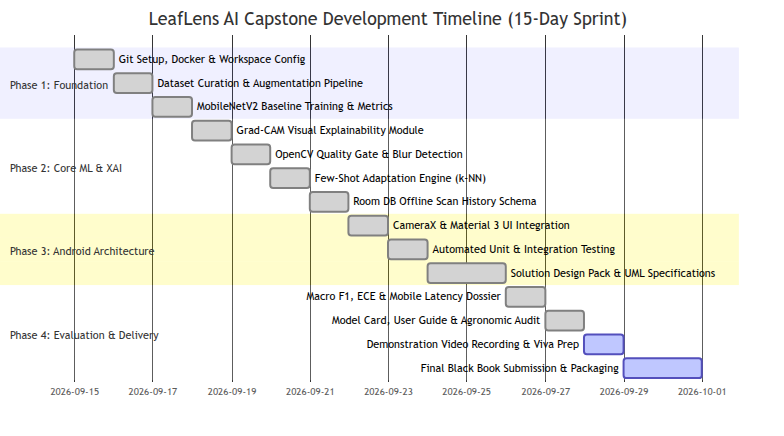 LeafLens AI Capstone Development Timeline (15-Day Sprint)
Git Setup, Docker & Workspace Config
Phase 1: Foundation
Dataset Curation & Augmentation Pipeline
MobileNetV2 Baseline Training & Metrics
Grad-CAM Visual Explainability Module
OpenCV Quality Gate & Blur Detection
Phase 2: Core ML & XAI
Few-Shot Adaptation Engine (k-NN)
Room DB Offline Scan History Schema
CameraX & Material 3 UI Integration
Phase 3: Android Architecture
Automated Unit & Integration Testing
Solution Design Pack & UML Specifications
Macro F1, ECE & Mobile Latency Dossier
Model Card, User Guide & Agronomic Audit
Phase 4: Evaluation & Delivery
Demonstration Video Recording & Viva Prep
Final Black Book Submission & Packaging
2026-09-15 2026-09-17 2026-09-19 2026-09-21 2026-09-23 2026-09-25 2026-09-27 2026-09-29 2026-10-01